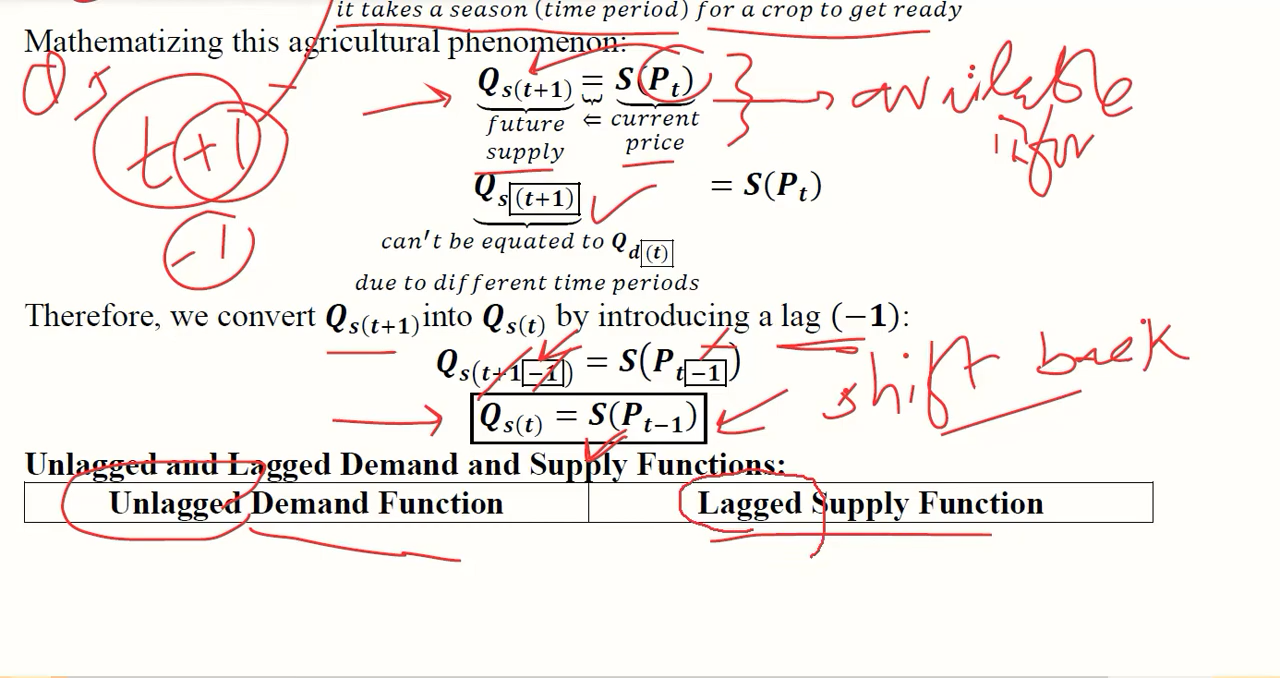 it takes a season (time period) for a crop to get ready
Mathematizing this agricultural phenomenon:
Q_s(t+1) = S(P_t)
future ⇐ current
supply price
available
infor
Q s
t+1
-1
Q_s(t+1) = S(P_t)
can't be equated to Q_d(t)
due to different time periods
Therefore, we convert Q_s(t+1) into Q_s(t) by introducing a lag (−1):
Q_s(t+1−1) = S(P_t−1)
shift back
Q_s(t) = S(P_t−1)
Unlagged and Lagged Demand and Supply Functions:
Unlagged Demand Function Lagged Supply Function